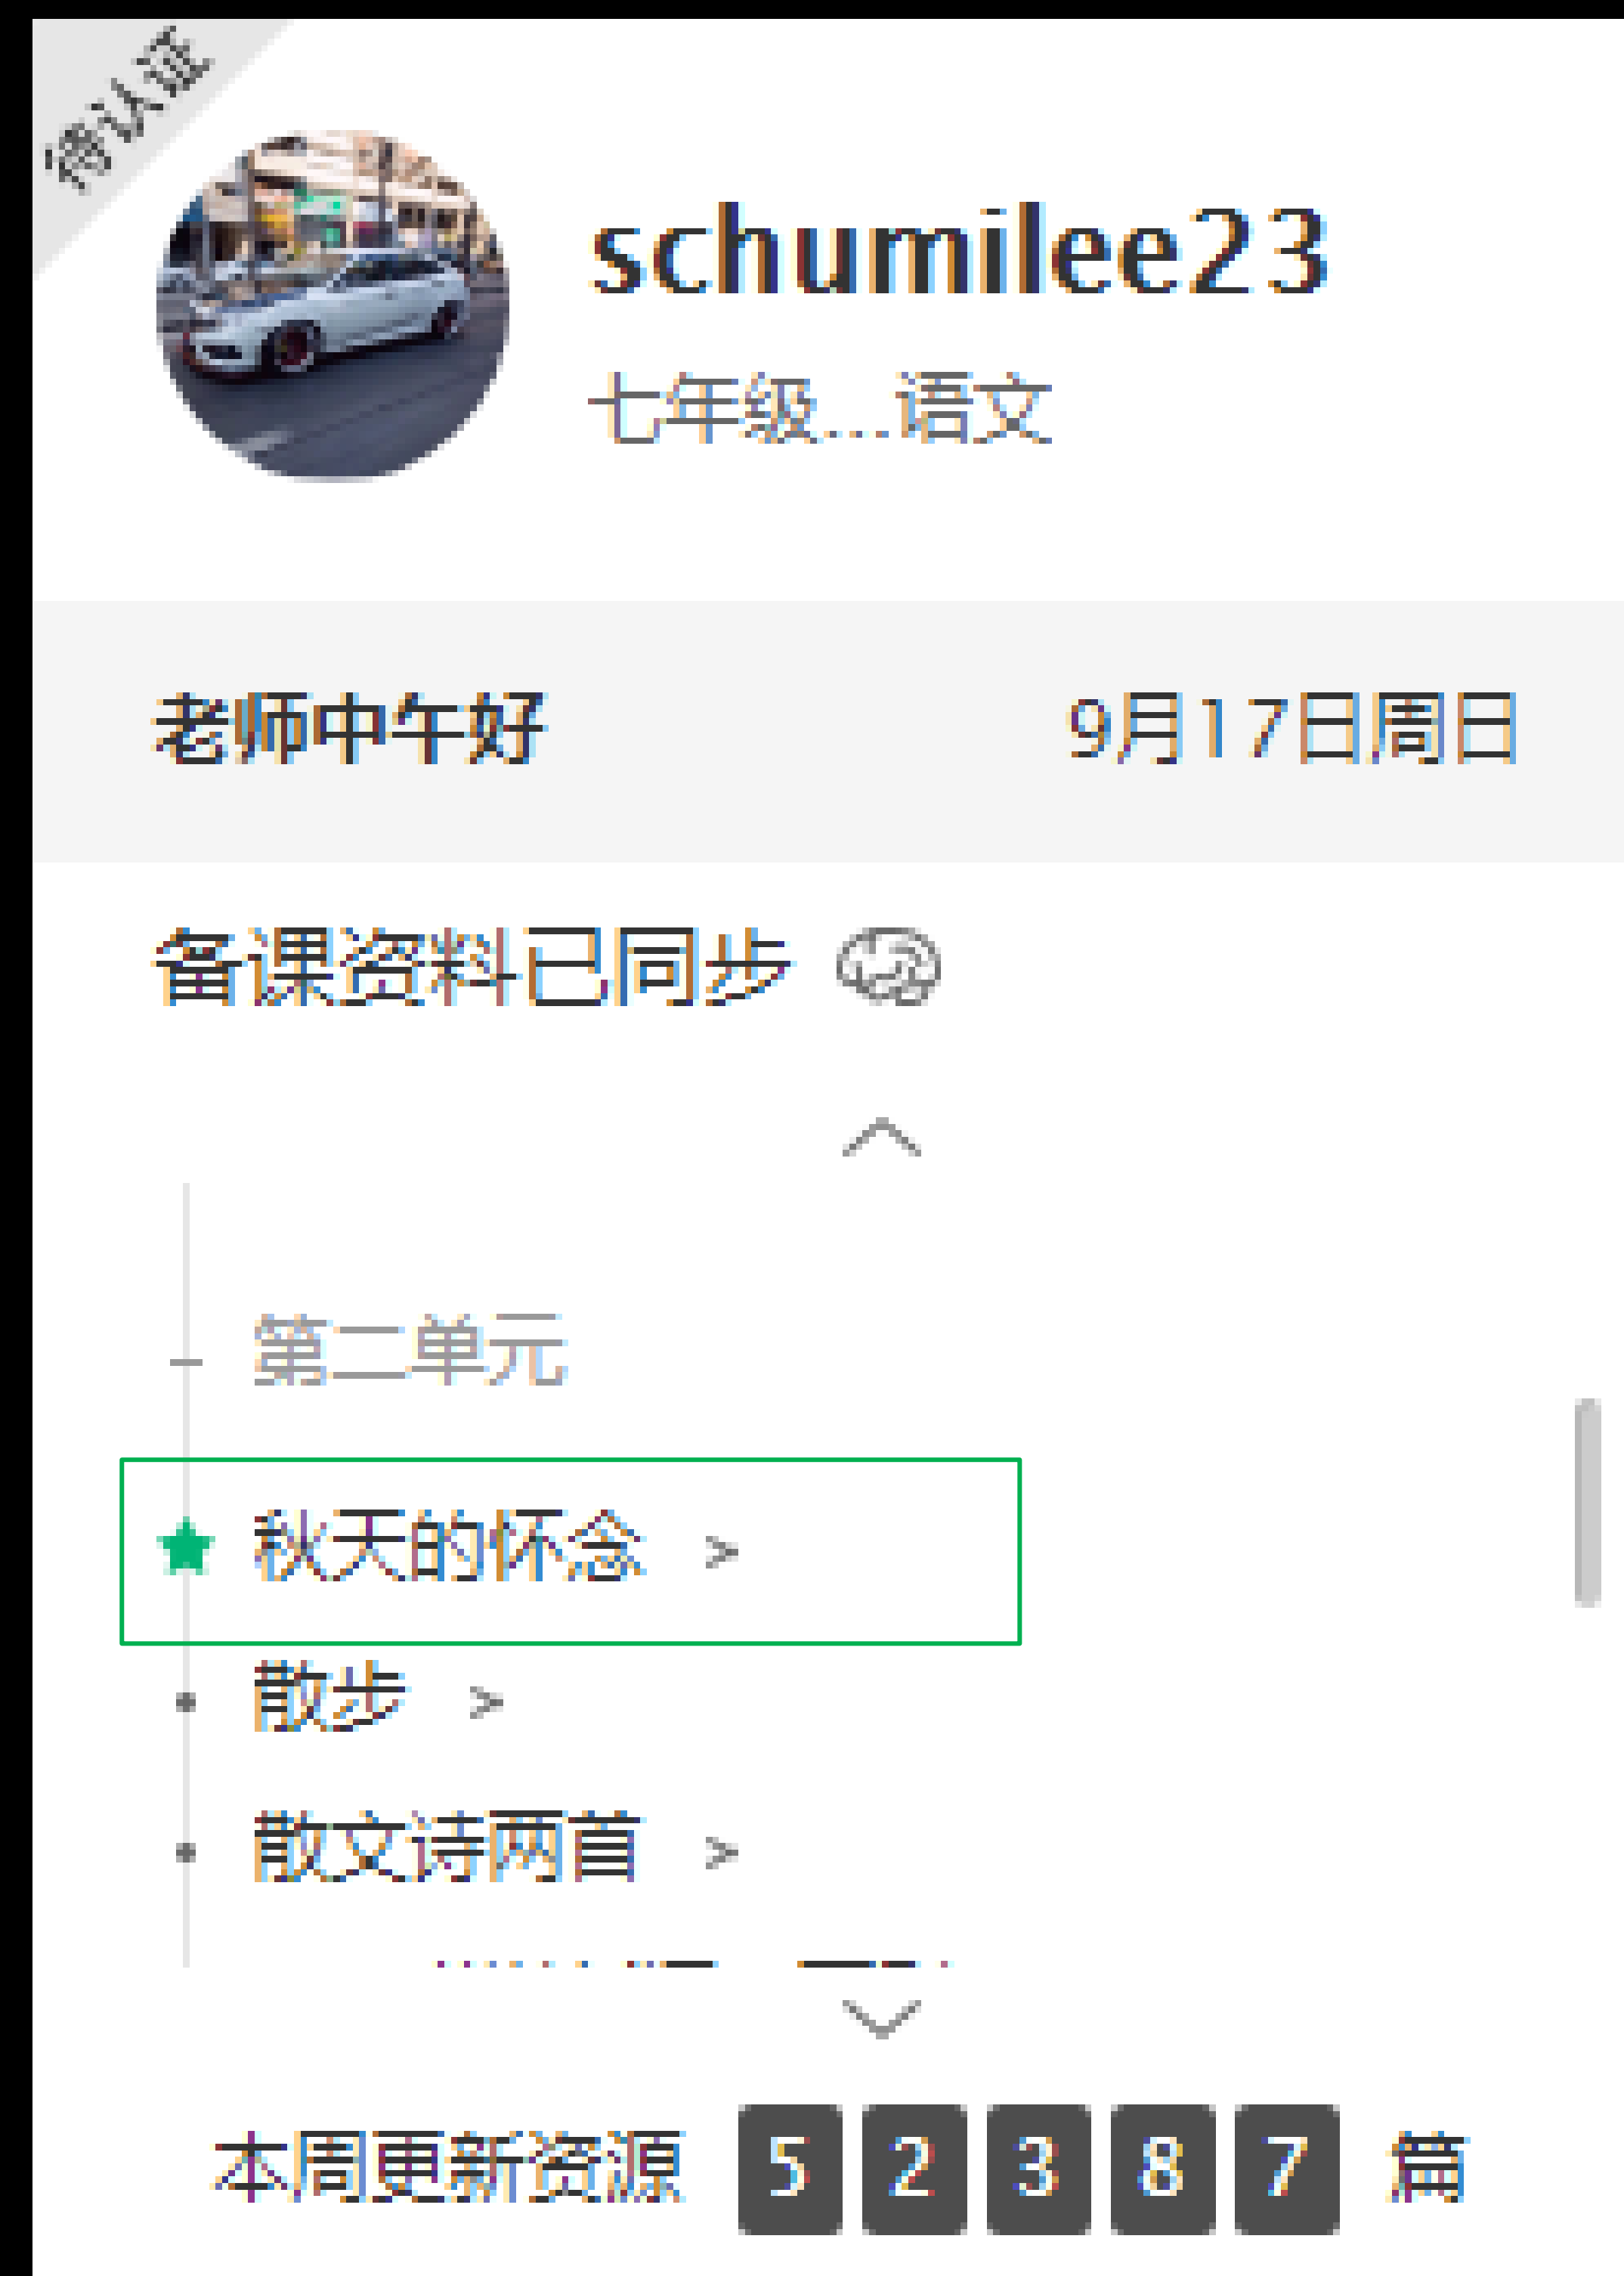 待认证
schumilee23
七年级...语文
老师中午好 9月17日周日
备课资料已同步
第二单元
秋天的怀念 >
散步 >
散文诗两首 >
本周更新资源 5 2 3 8 7 篇